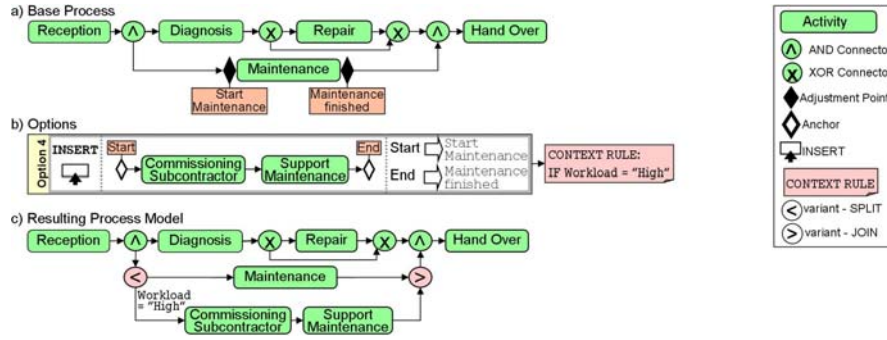 a) Base Process
Reception
Diagnosis
Repair
Hand Over
Maintenance
Start
Maintenance
Maintenance
finished
b) Options
Option 4
INSERT
Start
Commissioning
Subcontractor
Support
Maintenance
End
Start
Start
Maintenance
End
Maintenance
finished
CONTEXT RULE:
IF Workload = "High"
c) Resulting Process Model
Reception
Diagnosis
Repair
Hand Over
Maintenance
Workload
= "High"
Commissioning
Subcontractor
Support
Maintenance
Activity
AND Connecto
XOR Connecto
Adjustment Point
Anchor
INSERT
CONTEXT RULE
variant - SPLIT
variant - JOIN